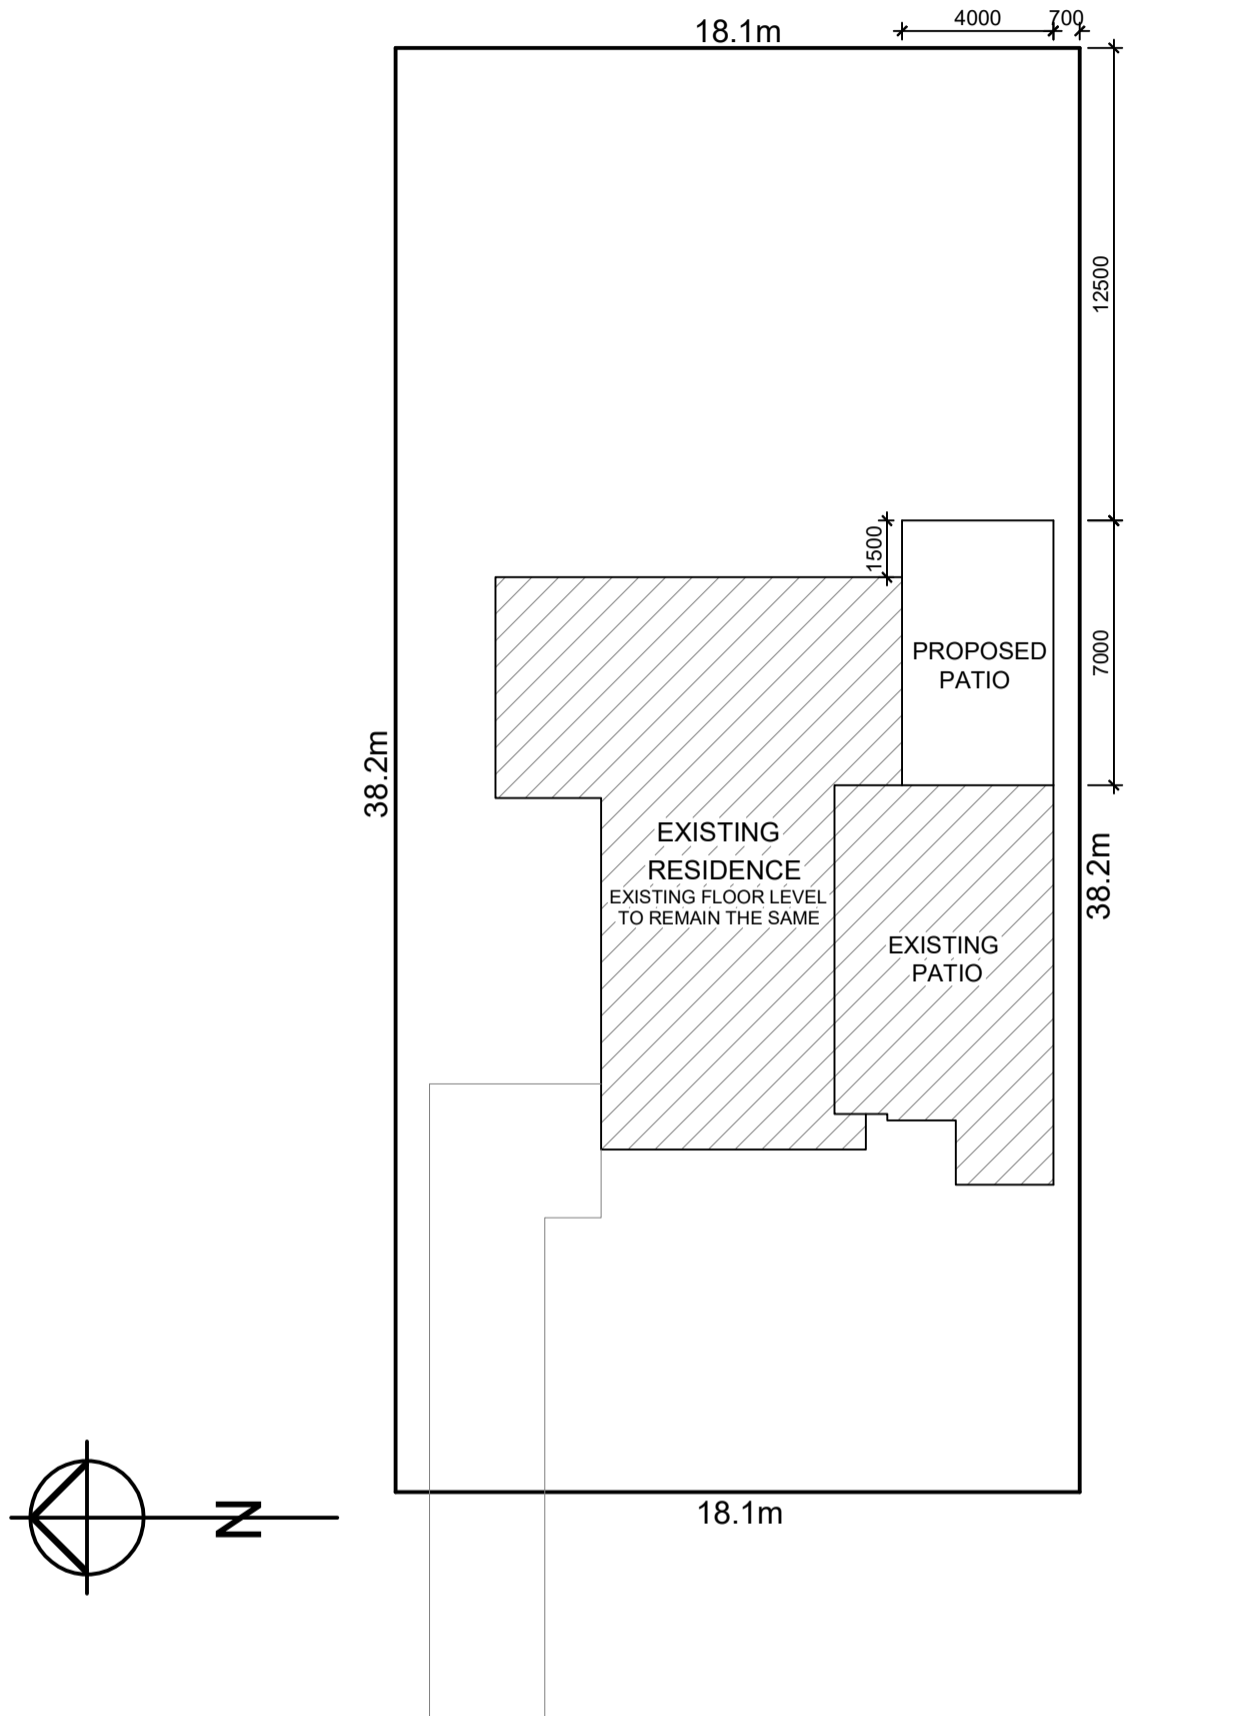 18.1m
4000
700
12500
1500
PROPOSED
PATIO
7000
38.2m
EXISTING
RESIDENCE
EXISTING FLOOR LEVEL
TO REMAIN THE SAME
38.2m
EXISTING
PATIO
N
18.1m